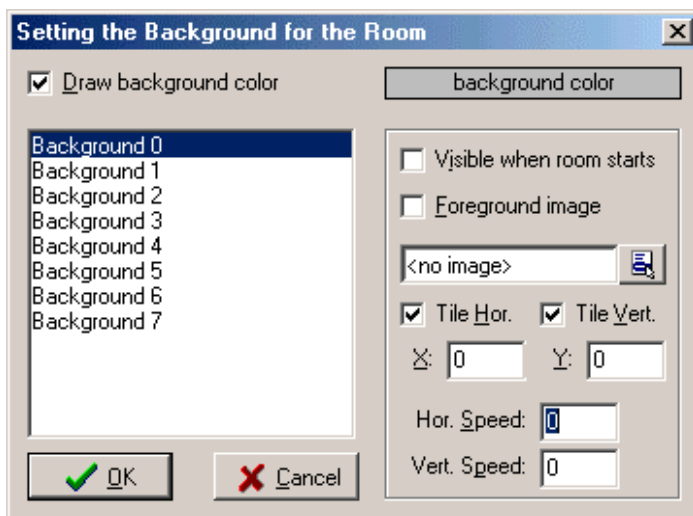 Setting the Background for the Room
Draw background color
background color
Background 0
Background 1
Background 2
Background 3
Background 4
Background 5
Background 6
Background 7
Visible when room starts
Foreground image
<no image>
Tile Hor. Tile Vert.
X: 0 Y: 0
Hor. Speed: 0
Vert. Speed: 0
OK Cancel